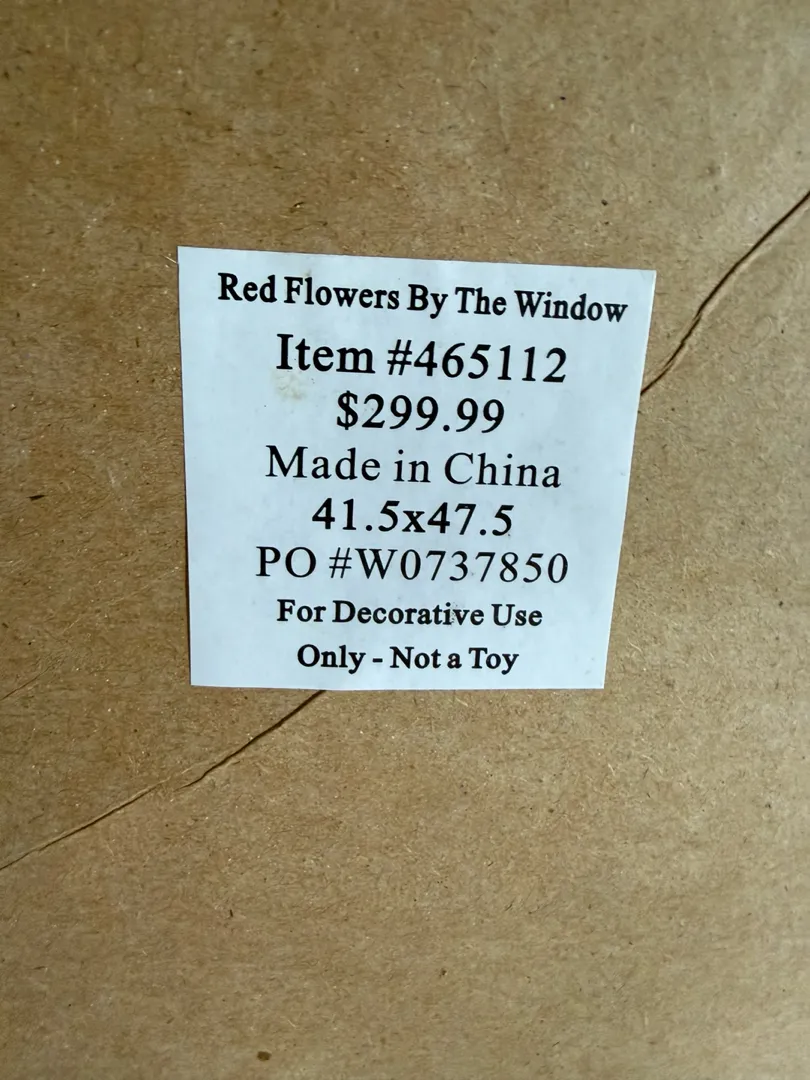 Red Flowers By The Window
Item #465112
$299.99
Made in China
41.5x47.5
PO #W0737850
For Decorative Use
Only - Not a Toy